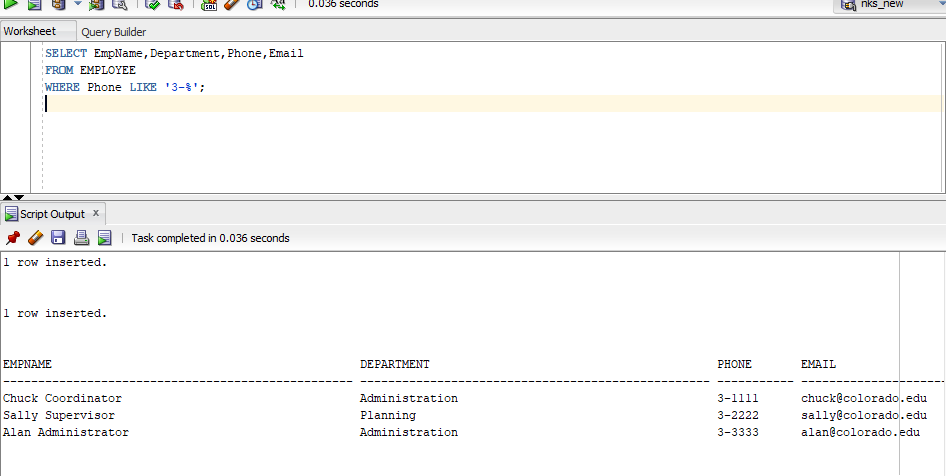 0.036 seconds
nks_new
Worksheet
Query Builder
SELECT EmpName,Department,Phone,Email
FROM EMPLOYEE
WHERE Phone LIKE '3-%';
Script Output x
Task completed in 0.036 seconds
1 row inserted.
1 row inserted.
EMPNAME DEPARTMENT PHONE EMAIL
Chuck Coordinator Administration 3-1111 chuck@colorado.edu
Sally Supervisor Planning 3-2222 sally@colorado.edu
Alan Administrator Administration 3-3333 alan@colorado.edu